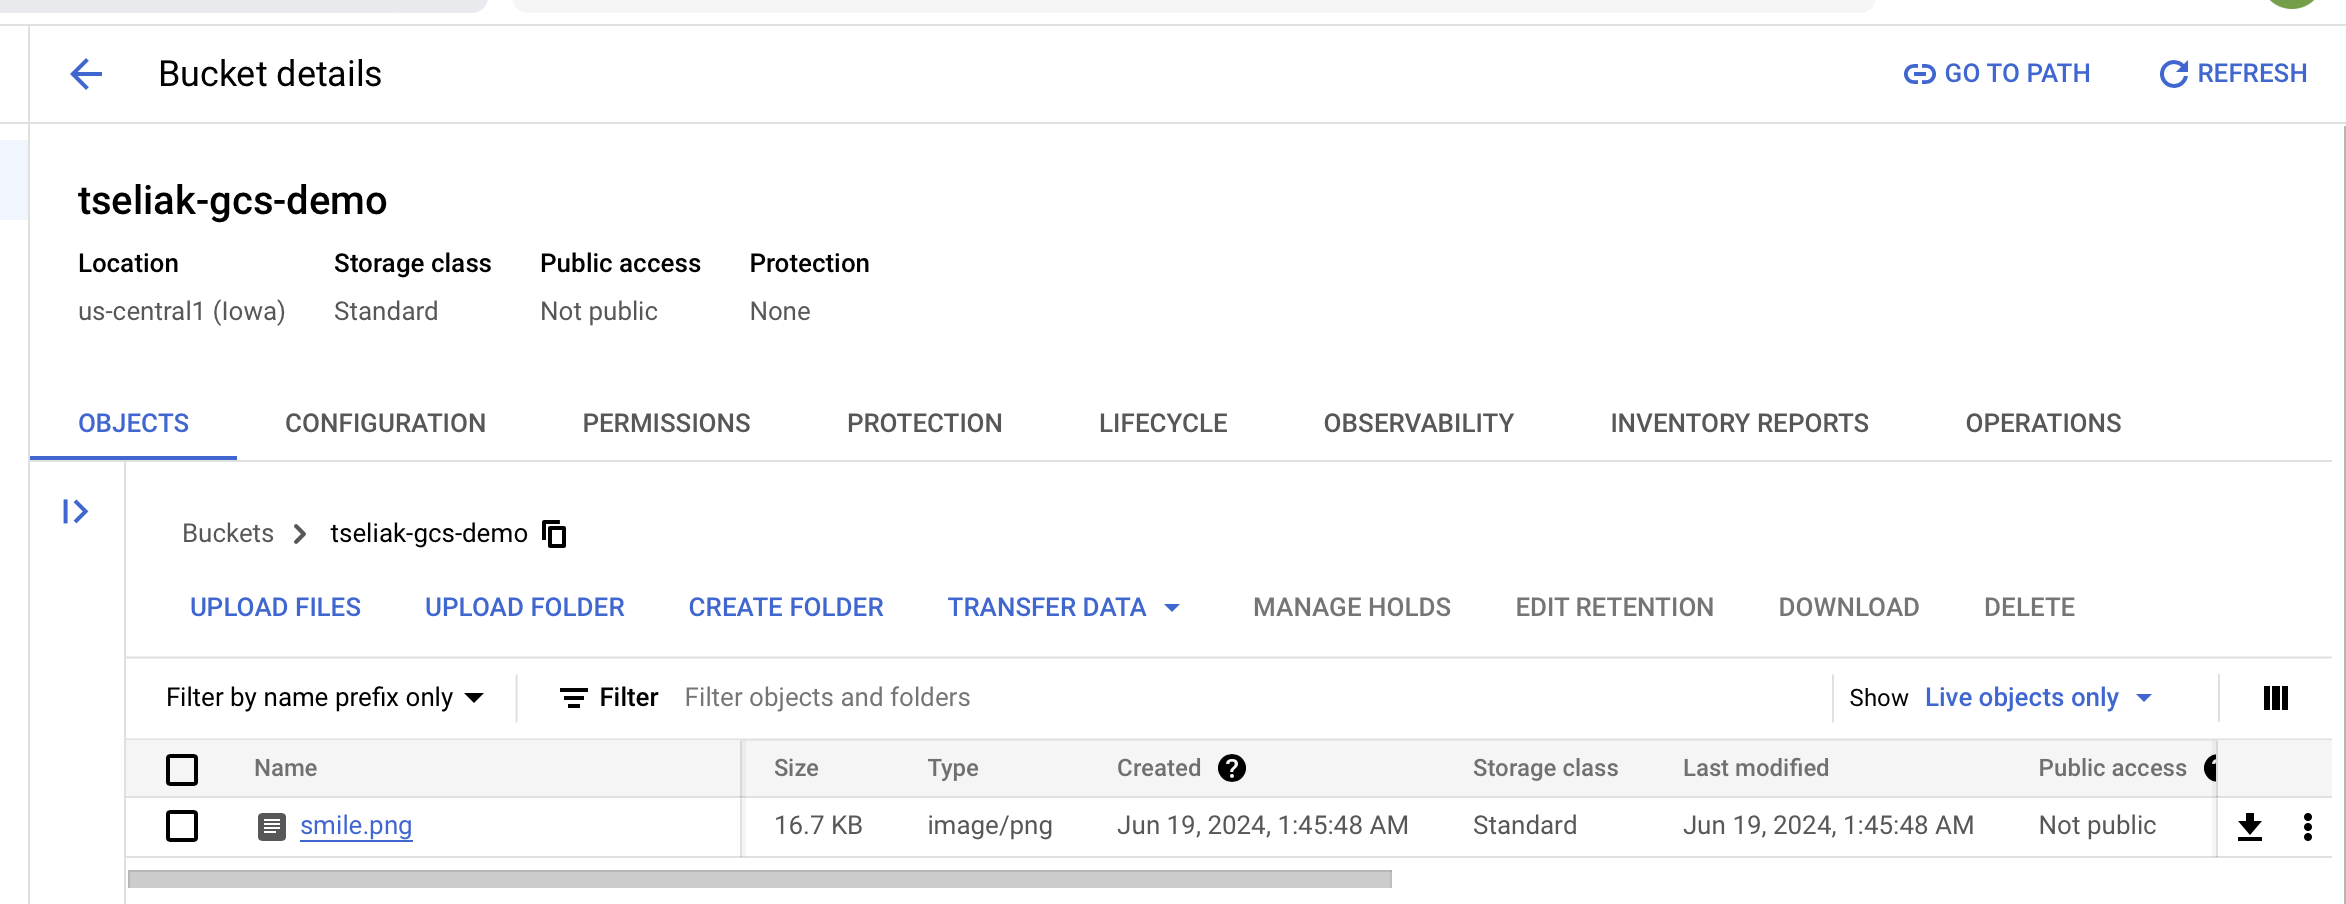 Bucket details
GO TO PATH
REFRESH
tseliak-gcs-demo
Location Storage class Public access Protection
us-central1 (Iowa) Standard Not public None
OBJECTS CONFIGURATION PERMISSIONS PROTECTION LIFECYCLE OBSERVABILITY INVENTORY REPORTS OPERATIONS
Buckets > tseliak-gcs-demo
UPLOAD FILES UPLOAD FOLDER CREATE FOLDER TRANSFER DATA MANAGE HOLDS EDIT RETENTION DOWNLOAD DELETE
Filter by name prefix only Filter Filter objects and folders Show Live objects only
Name Size Type Created Storage class Last modified Public access
smile.png 16.7 KB image/png Jun 19, 2024, 1:45:48 AM Standard Jun 19, 2024, 1:45:48 AM Not public